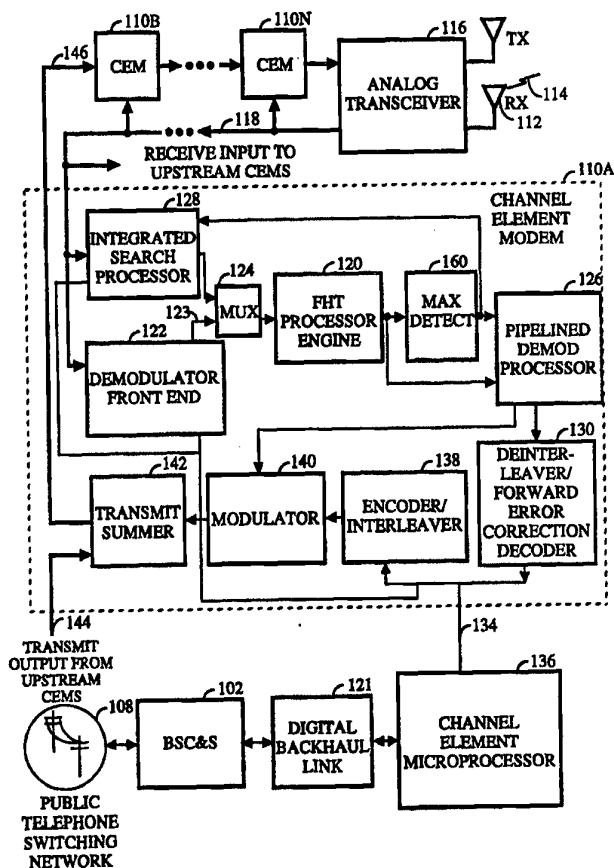 110B
110N
116
146
CEM
CEM
ANALOG
TRANSCEIVER
TX
RX
114
112
118
RECEIVE INPUT TO
UPSTREAM CEMS
110A
CHANNEL
ELEMENT
MODEM
128
INTEGRATED
SEARCH
PROCESSOR
124
MUX
123
120
FHT
PROCESSOR
ENGINE
160
MAX
DETECT
126
PIPELINED
DEMOD
PROCESSOR
122
DEMODULATOR
FRONT END
142
TRANSMIT
SUMMER
140
MODULATOR
138
ENCODER/
INTERLEAVER
130
DEINTER-
LEAVER/
FORWARD
ERROR
CORRECTION
DECODER
144
134
TRANSMIT
OUTPUT FROM
UPSTREAM
CEMS
108
102
BSC&S
121
DIGITAL
BACKHAUL
LINK
136
CHANNEL
ELEMENT
MICROPROCESSOR
PUBLIC
TELEPHONE
SWITCHING
NETWORK